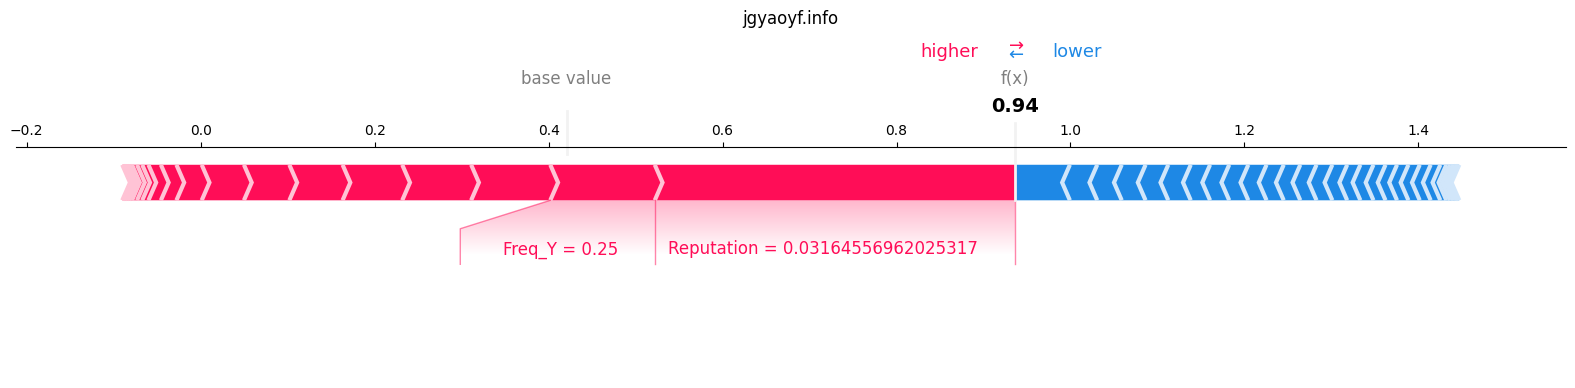 jgyaoyf.info
higher → lower
←
base value f(x)
0.94
−0.2 0.0 0.2 0.4 0.6 0.8 1.0 1.2 1.4
Freq_Y = 0.25 Reputation = 0.03164556962025317